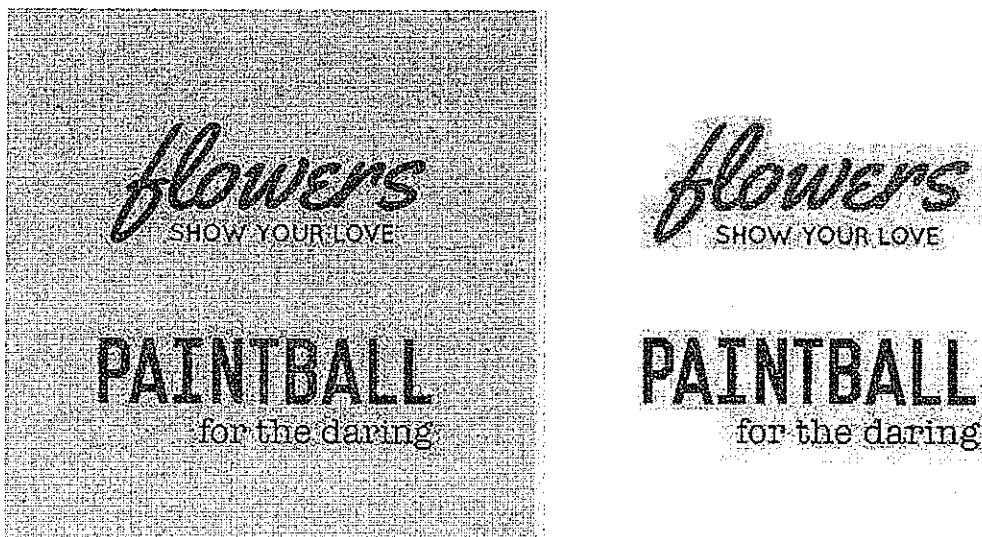 flowers
SHOW YOUR LOVE
PAINTBALL
for the daring
flowers
SHOW YOUR LOVE
PAINTBALL
for the daring